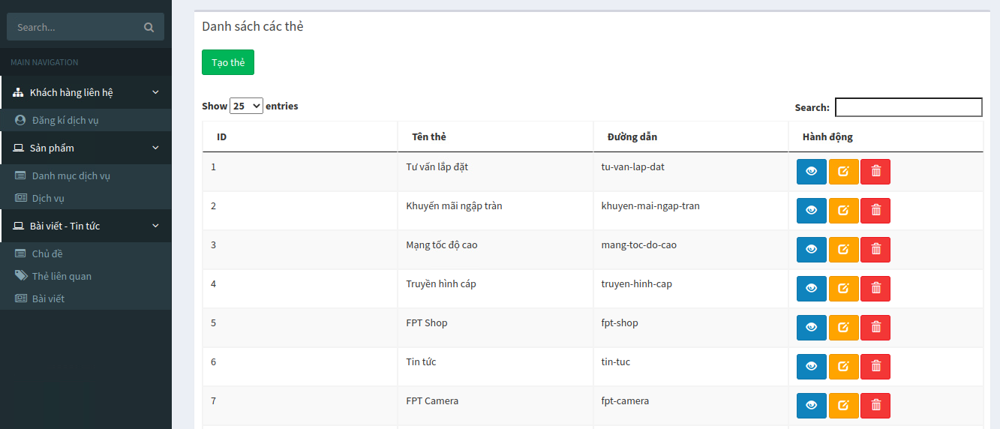 Search...
MAIN NAVIGATION
Khách hàng liên hệ
Đăng kí dịch vụ
Sản phẩm
Danh mục dịch vụ
Dịch vụ
Bài viết - Tin tức
Chủ đề
Thẻ liên quan
Bài viết
Danh sách các thẻ
Tạo thẻ
Show 25 entries
Search:
ID Tên thẻ Đường dẫn Hành động
1 Tư vấn lắp đặt tu-van-lap-dat
2 Khuyến mãi ngập tràn khuyen-mai-ngap-tran
3 Mạng tốc độ cao mang-toc-do-cao
4 Truyền hình cáp truyen-hinh-cap
5 FPT Shop fpt-shop
6 Tin tức tin-tuc
7 FPT Camera fpt-camera